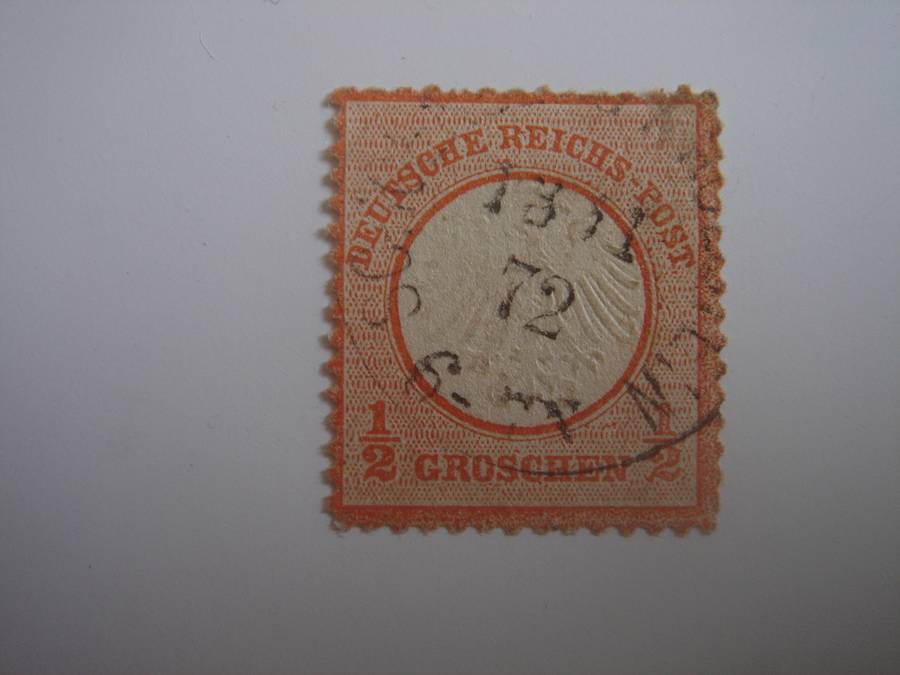 DEUTSCHE REICHS-POST
72
1/2 GROSCHEN 1/2